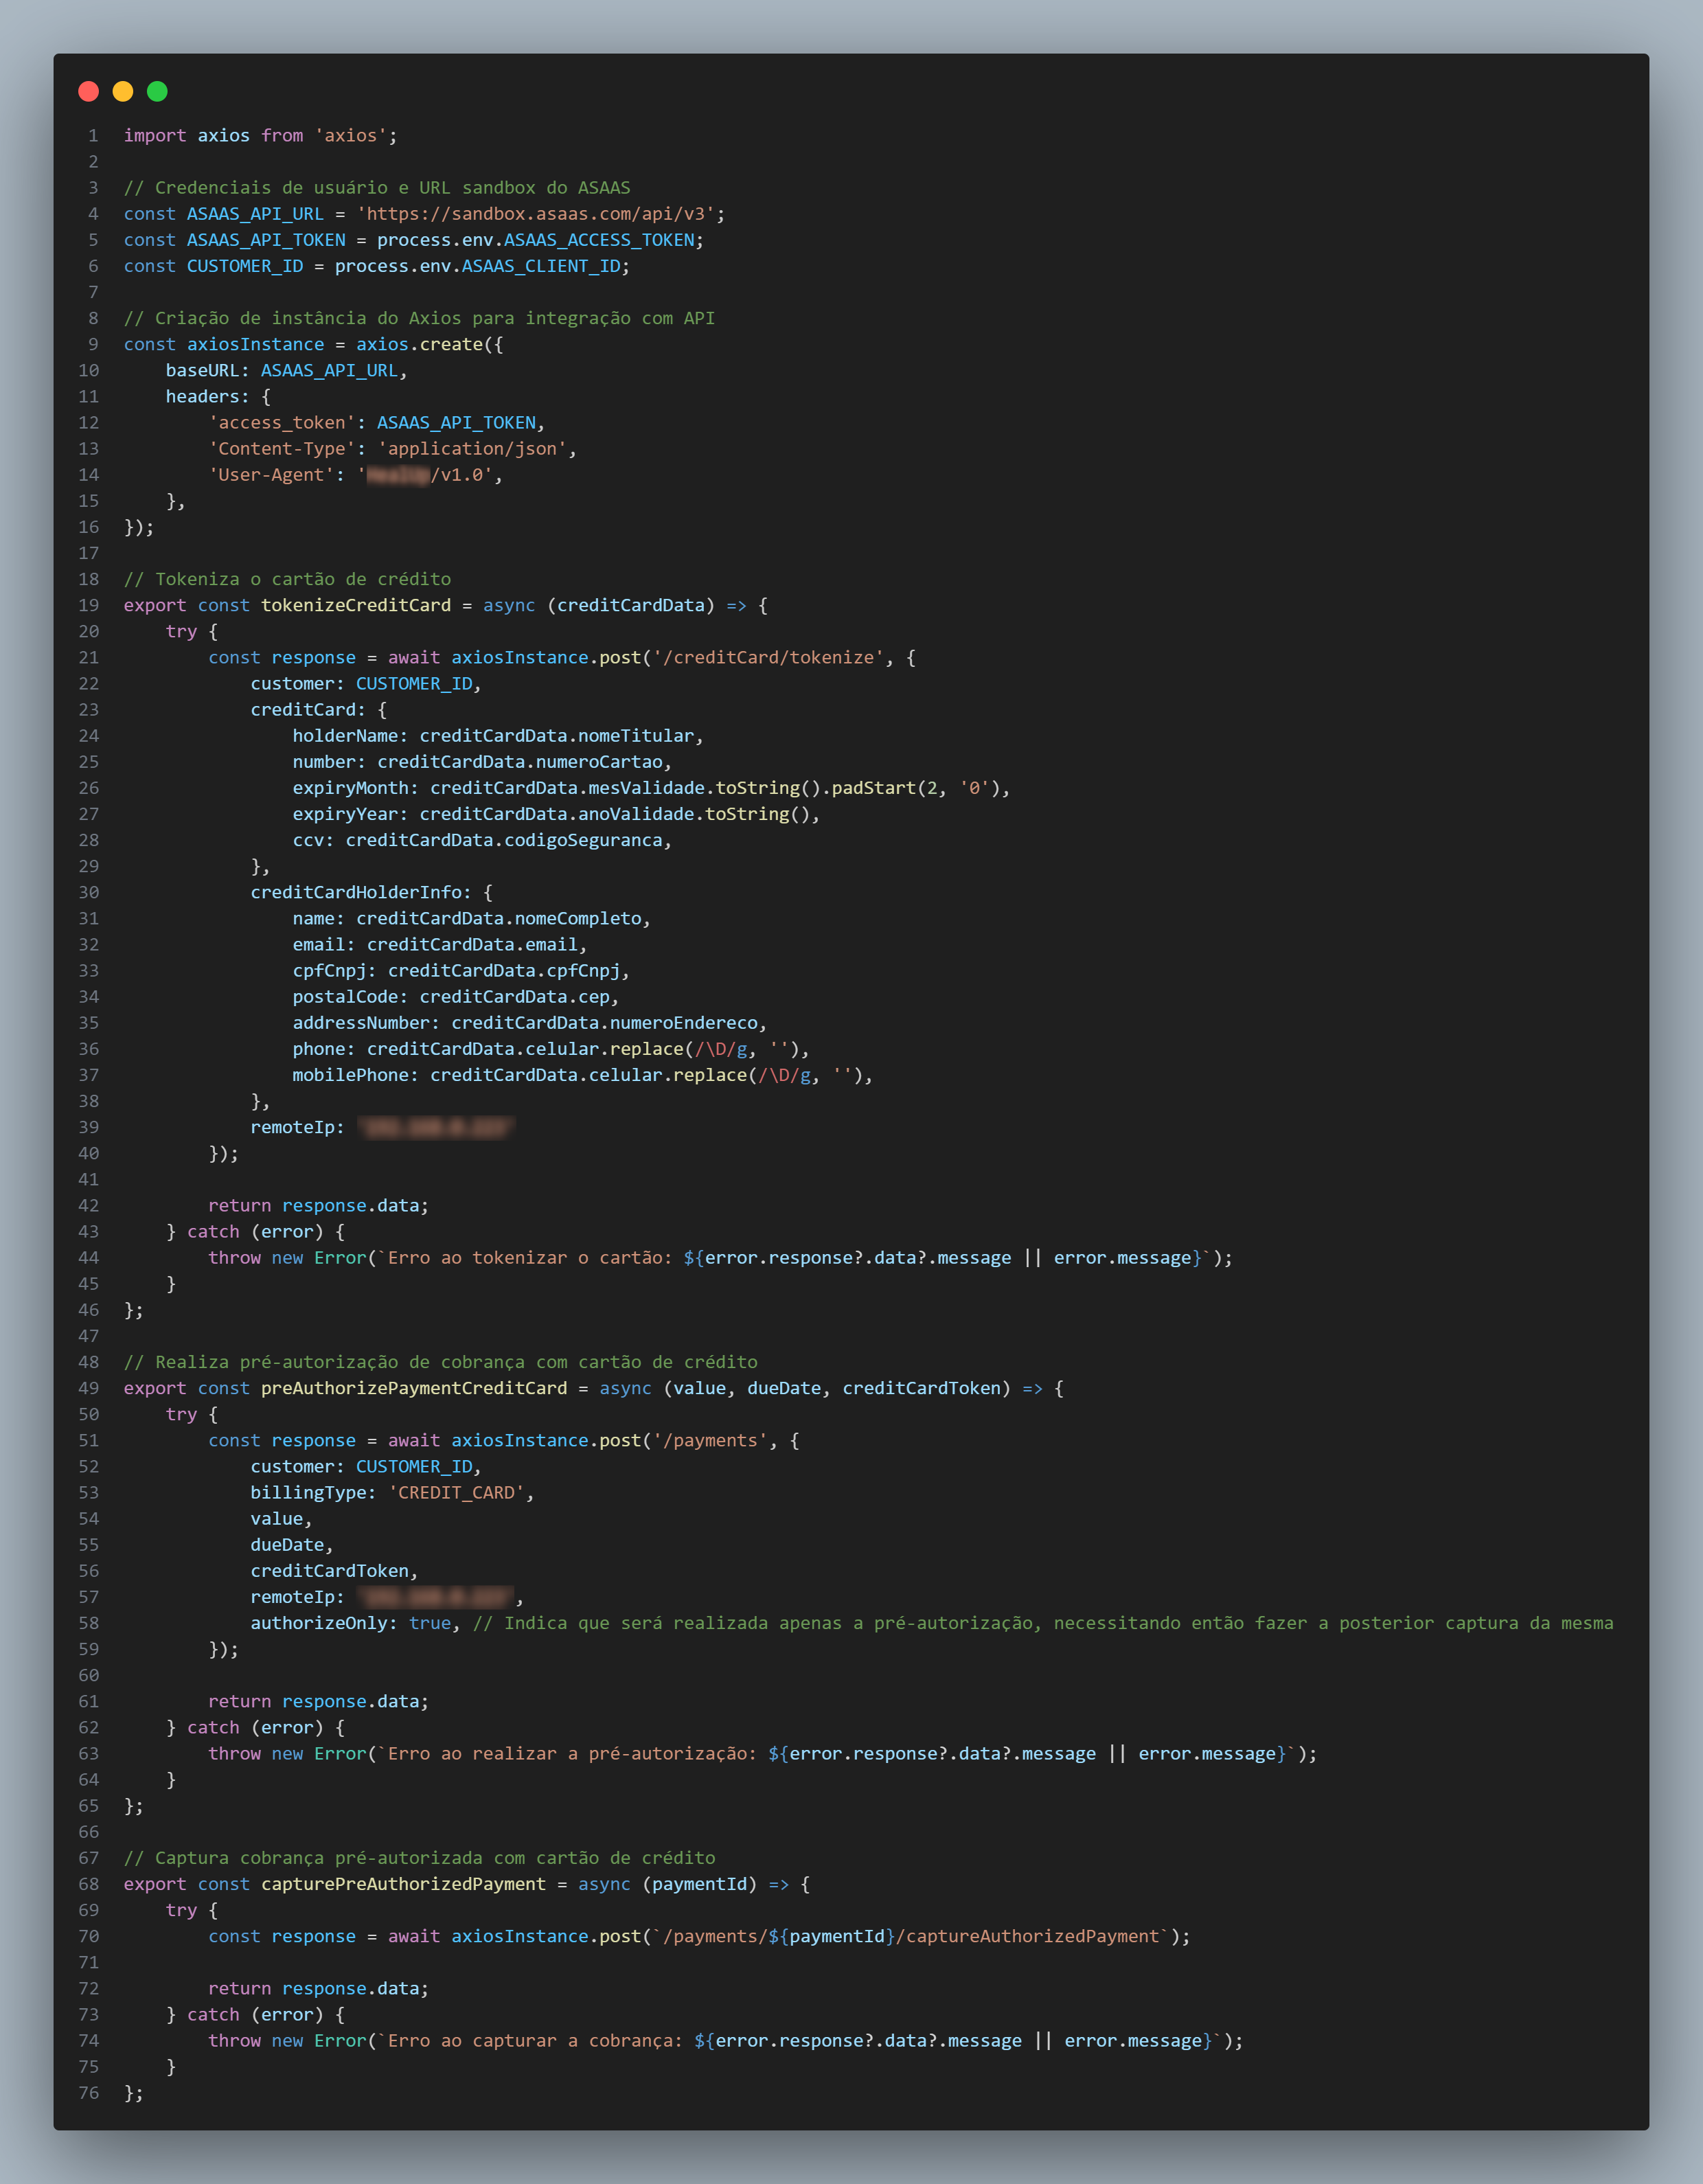 1 import axios from 'axios';
2
3 // Credenciais de usuário e URL sandbox do ASAAS
4 const ASAAS_API_URL = 'https://sandbox.asaas.com/api/v3';
5 const ASAAS_API_TOKEN = process.env.ASAAS_ACCESS_TOKEN;
6 const CUSTOMER_ID = process.env.ASAAS_CLIENT_ID;
7
8 // Criação de instância do Axios para integração com API
9 const axiosInstance = axios.create({
10     baseURL: ASAAS_API_URL,
11     headers: {
12         'access_token': ASAAS_API_TOKEN,
13         'Content-Type': 'application/json',
14         'User-Agent': '/v1.0',
15     },
16 });
17
18 // Tokeniza o cartão de crédito
19 export const tokenizeCreditCard = async (creditCardData) => {
20     try {
21         const response = await axiosInstance.post('/creditCard/tokenize', {
22             customer: CUSTOMER_ID,
23             creditCard: {
24                 holderName: creditCardData.nomeTitular,
25                 number: creditCardData.numeroCartao,
26                 expiryMonth: creditCardData.mesValidade.toString().padStart(2, '0'),
27                 expiryYear: creditCardData.anoValidade.toString(),
28                 ccv: creditCardData.codigoSeguranca,
29             },
30             creditCardHolderInfo: {
31                 name: creditCardData.nomeCompleto,
32                 email: creditCardData.email,
33                 cpfCnpj: creditCardData.cpfCnpj,
34                 postalCode: creditCardData.cep,
35                 addressNumber: creditCardData.numeroEndereco,
36                 phone: creditCardData.celular.replace(/\D/g, ''),
37                 mobilePhone: creditCardData.celular.replace(/\D/g, ''),
38             },
39             remoteIp:
40         });
41
42         return response.data;
43     } catch (error) {
44         throw new Error(`Erro ao tokenizar o cartão: ${error.response?.data?.message || error.message}`);
45     }
46 };
47
48 // Realiza pré-autorização de cobrança com cartão de crédito
49 export const preAuthorizePaymentCreditCard = async (value, dueDate, creditCardToken) => {
50     try {
51         const response = await axiosInstance.post('/payments', {
52             customer: CUSTOMER_ID,
53             billingType: 'CREDIT_CARD',
54             value,
55             dueDate,
56             creditCardToken,
57             remoteIp: ,
58             authorizeOnly: true, // Indica que será realizada apenas a pré-autorização, necessitando então fazer a posterior captura da mesma
59         });
60
61         return response.data;
62     } catch (error) {
63         throw new Error(`Erro ao realizar a pré-autorização: ${error.response?.data?.message || error.message}`);
64     }
65 };
66
67 // Captura cobrança pré-autorizada com cartão de crédito
68 export const capturePreAuthorizedPayment = async (paymentId) => {
69     try {
70         const response = await axiosInstance.post(`/payments/${paymentId}/captureAuthorizedPayment`);
71
72         return response.data;
73     } catch (error) {
74         throw new Error(`Erro ao capturar a cobrança: ${error.response?.data?.message || error.message}`);
75     }
76 };